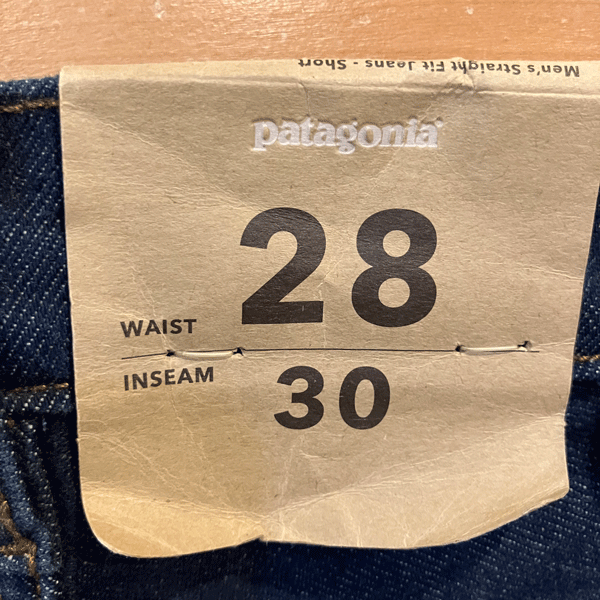 Men's Straight Fit Jeans - Short
patagonia®
28
WAIST
INSEAM 30